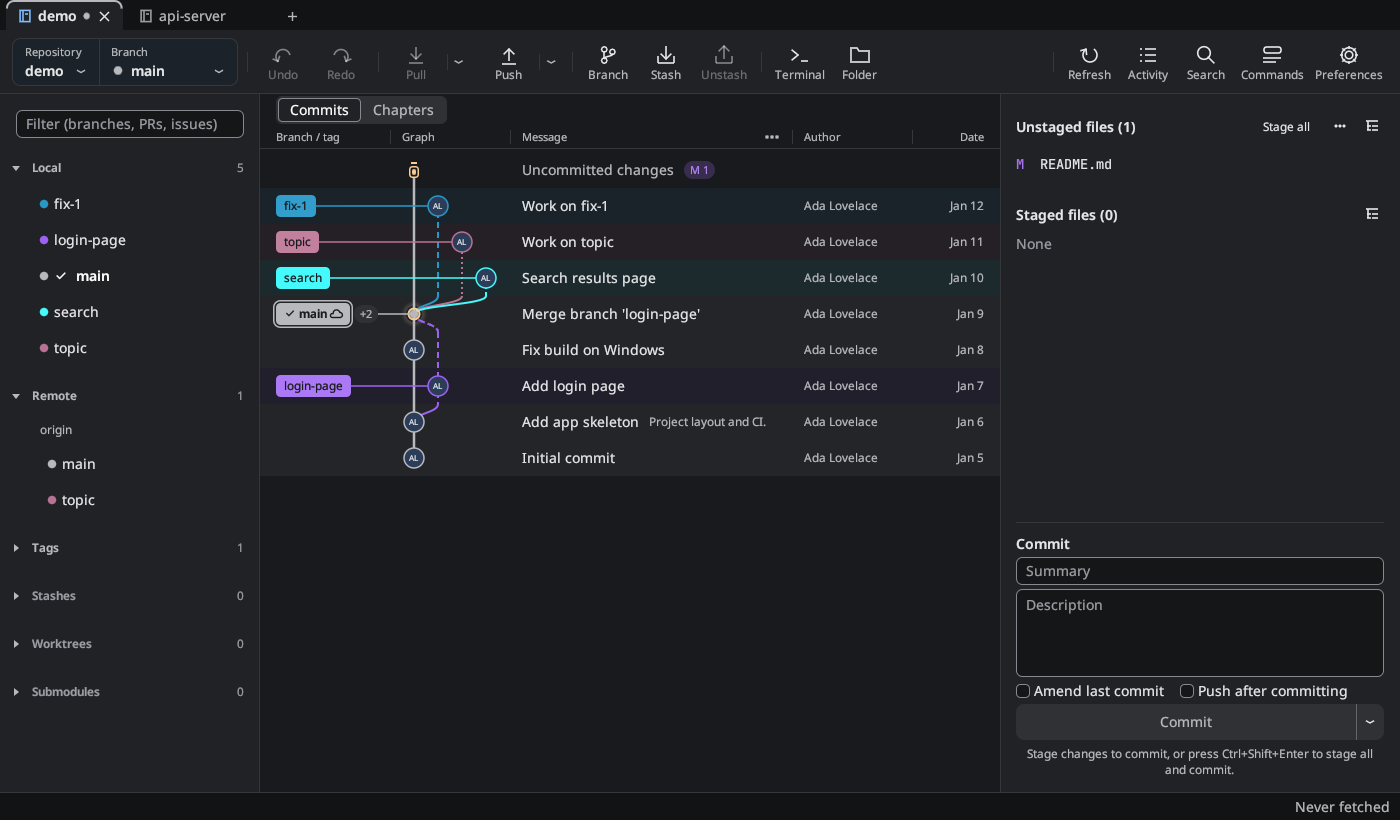 demo
api-server
Repository
demo
Branch
main
Undo
Redo
Pull
Push
Branch
Stash
Unstash
Terminal
Folder
Refresh
Activity
Search
Commands
Preferences
Filter (branches, PRs, issues)
Local 5
fix-1
login-page
main
search
topic
Remote 1
origin
main
topic
Tags 1
Stashes 0
Worktrees 0
Submodules 0
Commits Chapters
Branch / tag Graph Message Author Date
Uncommitted changes M 1
fix-1 AL Work on fix-1 Ada Lovelace Jan 12
topic AL Work on topic Ada Lovelace Jan 11
search AL Search results page Ada Lovelace Jan 10
main +2 Merge branch 'login-page' Ada Lovelace Jan 9
AL Fix build on Windows Ada Lovelace Jan 8
login-page AL Add login page Ada Lovelace Jan 7
AL Add app skeleton Project layout and CI. Ada Lovelace Jan 6
AL Initial commit Ada Lovelace Jan 5
Unstaged files (1) Stage all
M README.md
Staged files (0)
None
Commit
Summary
Description
Amend last commit Push after committing
Commit
Stage changes to commit, or press Ctrl+Shift+Enter to stage all
and commit.
Never fetched